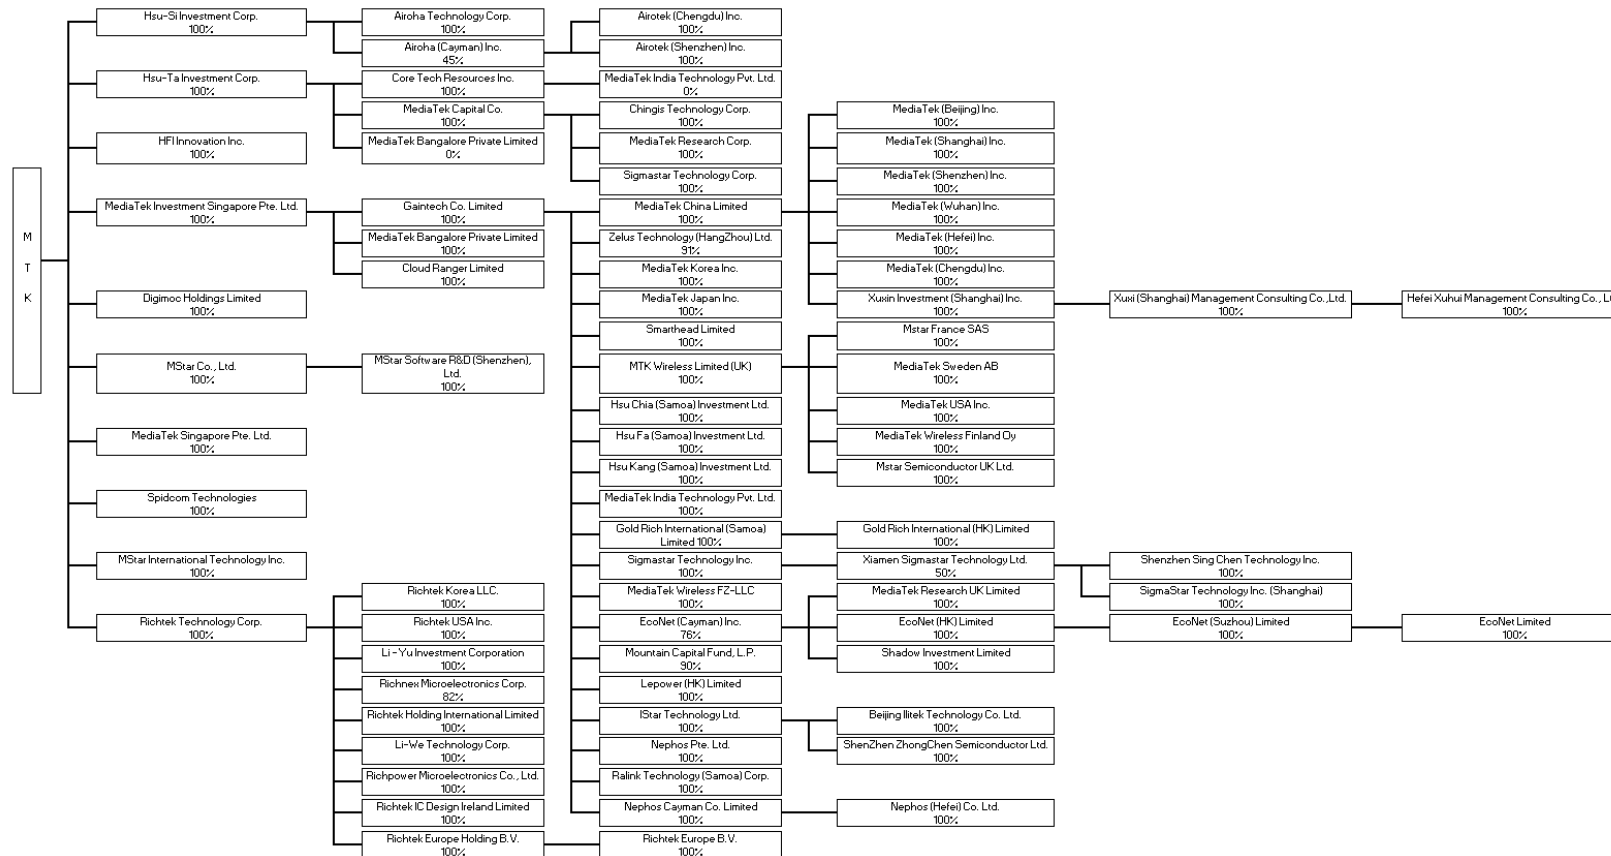 M
T
K
Hsu-Si Investment Corp.
100%
Hsu-Ta Investment Corp.
100%
HFI Innovation Inc.
100%
MediaTek Investment Singapore Pte. Ltd.
100%
Digimoc Holdings Limited
100%
MStar Co., Ltd.
100%
MediaTek Singapore Pte. Ltd.
100%
Spidcom Technologies
100%
MStar International Technology Inc.
100%
Richtek Technology Corp.
100%
Airoha Technology Corp.
100%
Airoha (Cayman) Inc.
45%
Core Tech Resources Inc.
100%
MediaTek Capital Co.
100%
MediaTek Bangalore Private Limited
0%
Gaintech Co. Limited
100%
MediaTek Bangalore Private Limited
100%
Cloud Ranger Limited
100%
MStar Software R&D (Shenzhen),
Ltd.
100%
Richtek Korea LLC.
100%
Richtek USA Inc.
100%
Li-Yu Investment Corporation
100%
Richnex Microelectronics Corp.
82%
Richtek Holding International Limited
100%
Li-We Technology Corp.
100%
Richpower Microelectronics Co., Ltd.
100%
Richtek IC Design Ireland Limited
100%
Richtek Europe Holding B.V.
100%
Airotek (Chengdu) Inc.
100%
Airotek (Shenzhen) Inc.
100%
MediaTek India Technology Pvt. Ltd.
0%
Chingis Technology Corp.
100%
MediaTek Research Corp.
100%
Sigmastar Technology Corp.
100%
MediaTek China Limited
100%
Zelus Technology (HangZhou) Ltd.
91%
MediaTek Korea Inc.
100%
MediaTek Japan Inc.
100%
Smarthead Limited
100%
MTK Wireless Limited (UK)
100%
Hsu Chia (Samoa) Investment Ltd.
100%
Hsu Fa (Samoa) Investment Ltd.
100%
Hsu Kang (Samoa) Investment Ltd.
100%
MediaTek India Technology Pvt. Ltd.
100%
Gold Rich International (Samoa)
Limited 100%
Sigmastar Technology Inc.
100%
MediaTek Wireless FZ-LLC
100%
EcoNet (Cayman) Inc.
76%
Mountain Capital Fund, L.P.
90%
Lepower (HK) Limited
100%
IStar Technology Ltd.
100%
Nephos Pte. Ltd.
100%
Ralink Technology (Samoa) Corp.
100%
Nephos Cayman Co. Limited
100%
Richtek Europe B.V.
100%
MediaTek (Beijing) Inc.
100%
MediaTek (Shanghai) Inc.
100%
MediaTek (Shenzhen) Inc.
100%
MediaTek (Wuhan) Inc.
100%
MediaTek (Hefei) Inc.
100%
MediaTek (Chengdu) Inc.
100%
Xuxin Investment (Shanghai) Inc.
100%
Mstar France SAS
100%
MediaTek Sweden AB
100%
MediaTek USA Inc.
100%
MediaTek Wireless Finland Oy
100%
Mstar Semiconductor UK Ltd.
100%
Gold Rich International (HK) Limited
100%
Xiamen Sigmastar Technology Ltd.
50%
MediaTek Research UK Limited
100%
EcoNet (HK) Limited
100%
Shadow Investment Limited
100%
Beijing Ilitek Technology Co. Ltd.
100%
ShenZhen ZhongChen Semiconductor Ltd.
100%
Nephos (Hefei) Co. Ltd.
100%
Xuxi (Shanghai) Management Consulting Co.,Ltd.
100%
Shenzhen Sing Chen Technology Inc.
100%
SigmaStar Technology Inc. (Shanghai)
100%
EcoNet (Suzhou) Limited
100%
Hefei Xuhui Management Consulting Co.,
100%
EcoNet Limited
100%